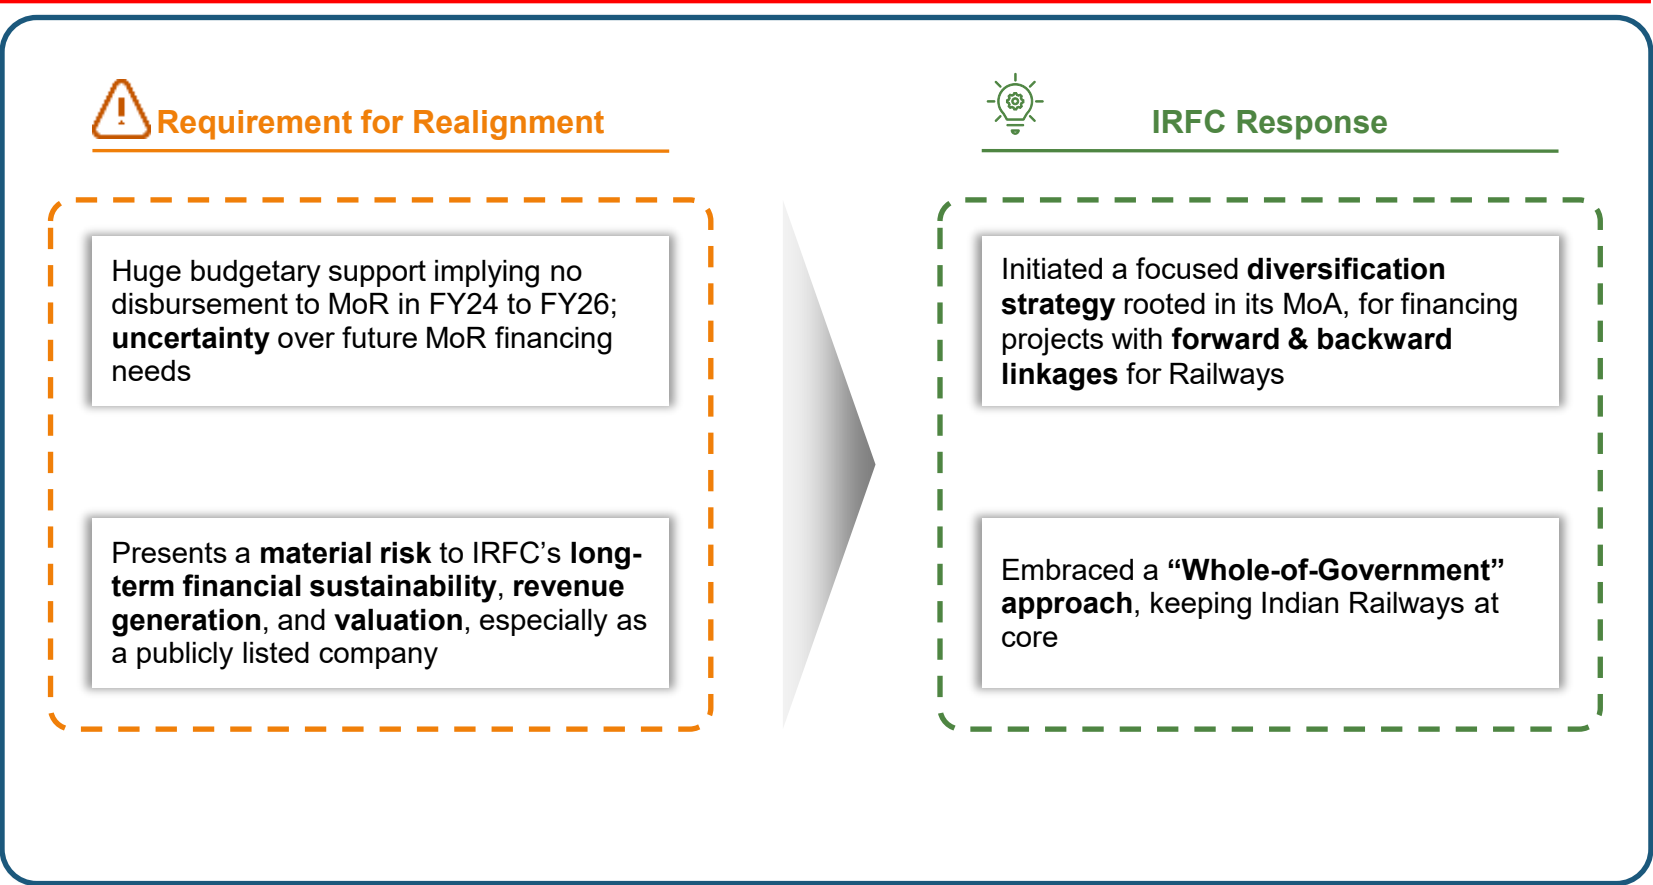 Requirement for Realignment
Huge budgetary support implying no
disbursement to MoR in FY24 to FY26;
uncertainty over future MoR financing
needs
Presents a material risk to IRFC’s long-
term financial sustainability, revenue
generation, and valuation, especially as
a publicly listed company
IRFC Response
Initiated a focused diversification
strategy rooted in its MoA, for financing
projects with forward & backward
linkages for Railways
Embraced a “Whole-of-Government”
approach, keeping Indian Railways at
core